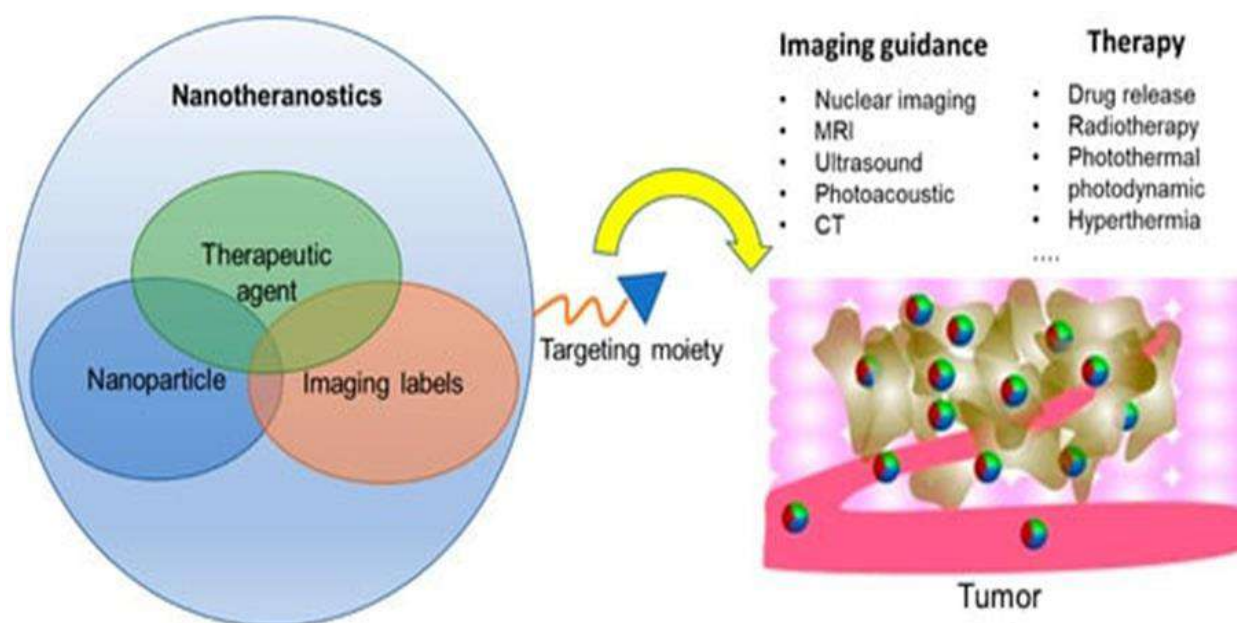 Nanotheranostics
Therapeutic
agent
Nanoparticle
Imaging labels
Targeting moiety
Imaging guidance
• Nuclear imaging
• MRI
• Ultrasound
• Photoacoustic
• CT
Therapy
• Drug release
• Radiotherapy
• Photothermal
• photodynamic
• Hyperthermia
....
Tumor